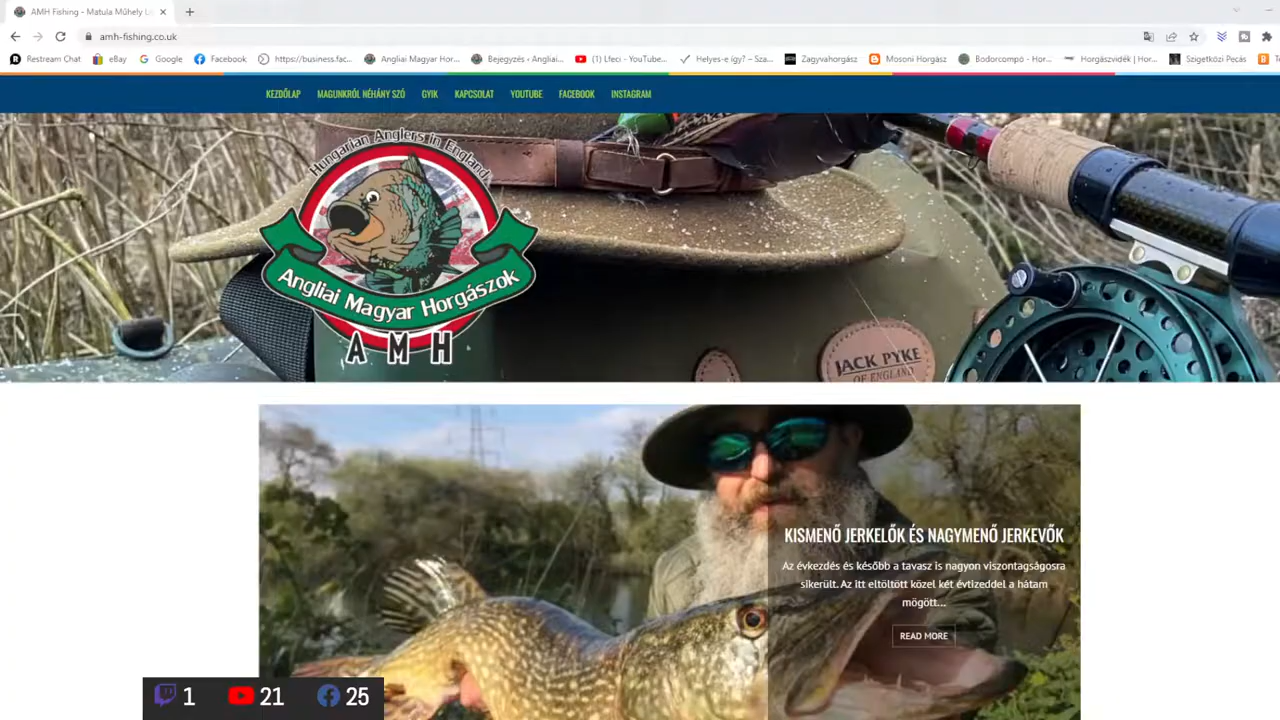 AMH Fishing - Matula Műhely U
amh-fishing.co.uk
Restream Chat
eBay
Google
Facebook
https://business.fac...
Angliai Magyar Hor...
Bejegyzés ‹ Angliai...
(1) Lfeci - YouTube...
Helyes-e így? – Sza...
Zagyvahorgász
Mosoni Horgász
Bodorcompó - Hor...
Horgászvidék | Hor...
Szigetközi Pecás
KEZDŐLAP
MAGUNKRÓL NÉHÁNY SZÓ
GYIK
KAPCSOLAT
YOUTUBE
FACEBOOK
INSTAGRAM
Hungarian Anglers in England
Angliai Magyar Horgászok
AMH
JACK PYKE
OF ENGLAND
KISMENŐ JERKELŐK ÉS NAGYMENŐ JERKEVŐK
Az évkezdés és később a tavasz is nagyon viszontagságosra
sikerült. Az itt eltöltött közel két évtizeddel a hátam
mögött...
READ MORE
1
21
25